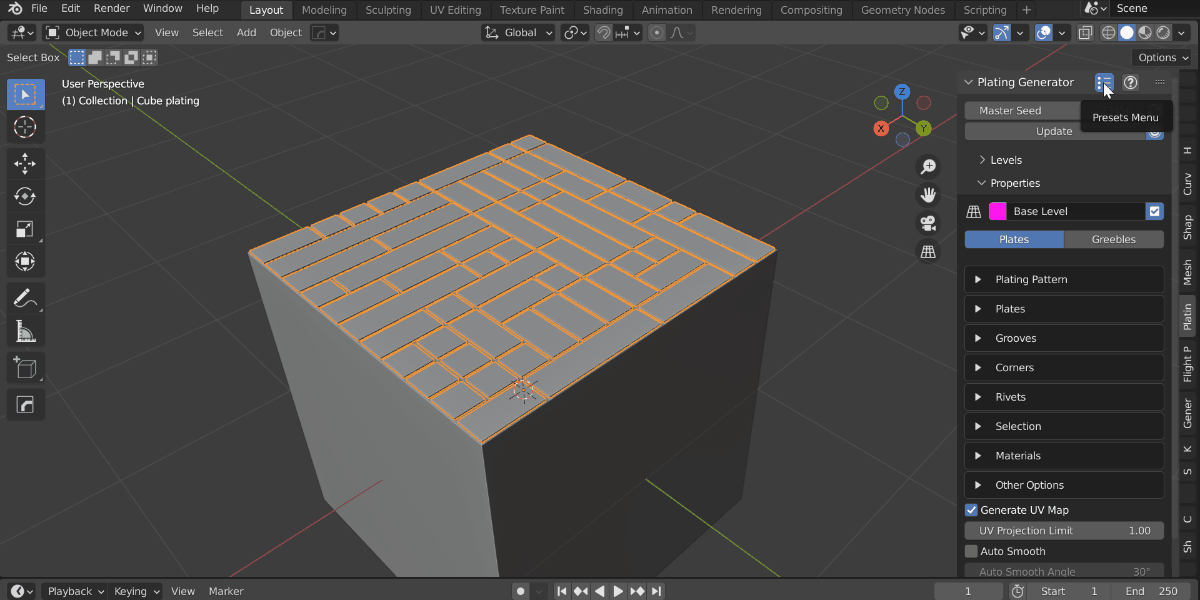 File Edit Render Window Help Layout Modeling Sculpting UV Editing Texture Paint Shading Animation Rendering Compositing Geometry Nodes Scripting + Scene
Object Mode View Select Add Object Global
Select Box Options
User Perspective
(1) Collection | Cube plating
Z
X
Y
Plating Generator
Master Seed
Presets Menu
Update
Levels
Properties
Base Level
Plates Greebles
Plating Pattern
Plates
Grooves
Corners
Rivets
Selection
Materials
Other Options
Generate UV Map
UV Projection Limit 1.00
Auto Smooth
Auto Smooth Angle 30°
H
Curv
Shap
Mesh
Platin
Flight P
Gener
K
S
C
Sh
Playback Keying View Marker 1 Start 1 End 250